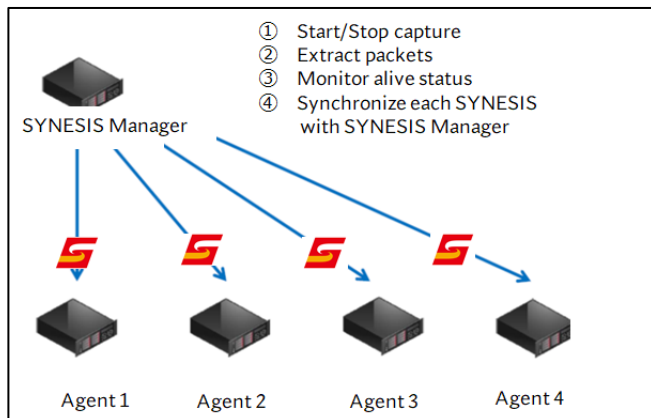 ① Start/Stop capture
② Extract packets
③ Monitor alive status
④ Synchronize each SYNESIS
with SYNESIS Manager
SYNESIS Manager
Agent 1
Agent 2
Agent 3
Agent 4